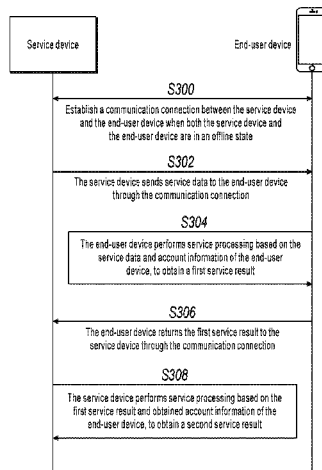 Service device
End-user device
S300
Establish a communication connection between the service device
and the end-user device when both the service device and
the end-user device are in an offline state
S302
The service device sends service data to the end-user device
through the communication connection
S304
The end-user device performs service processing based on the
service data and account information of the end-user
device, to obtain a first service result
S306
The end-user device returns the first service result to the
service device through the communication connection
S308
The service device performs service processing based on the
first service result and obtained account information of the
end-user device, to obtain a second service result